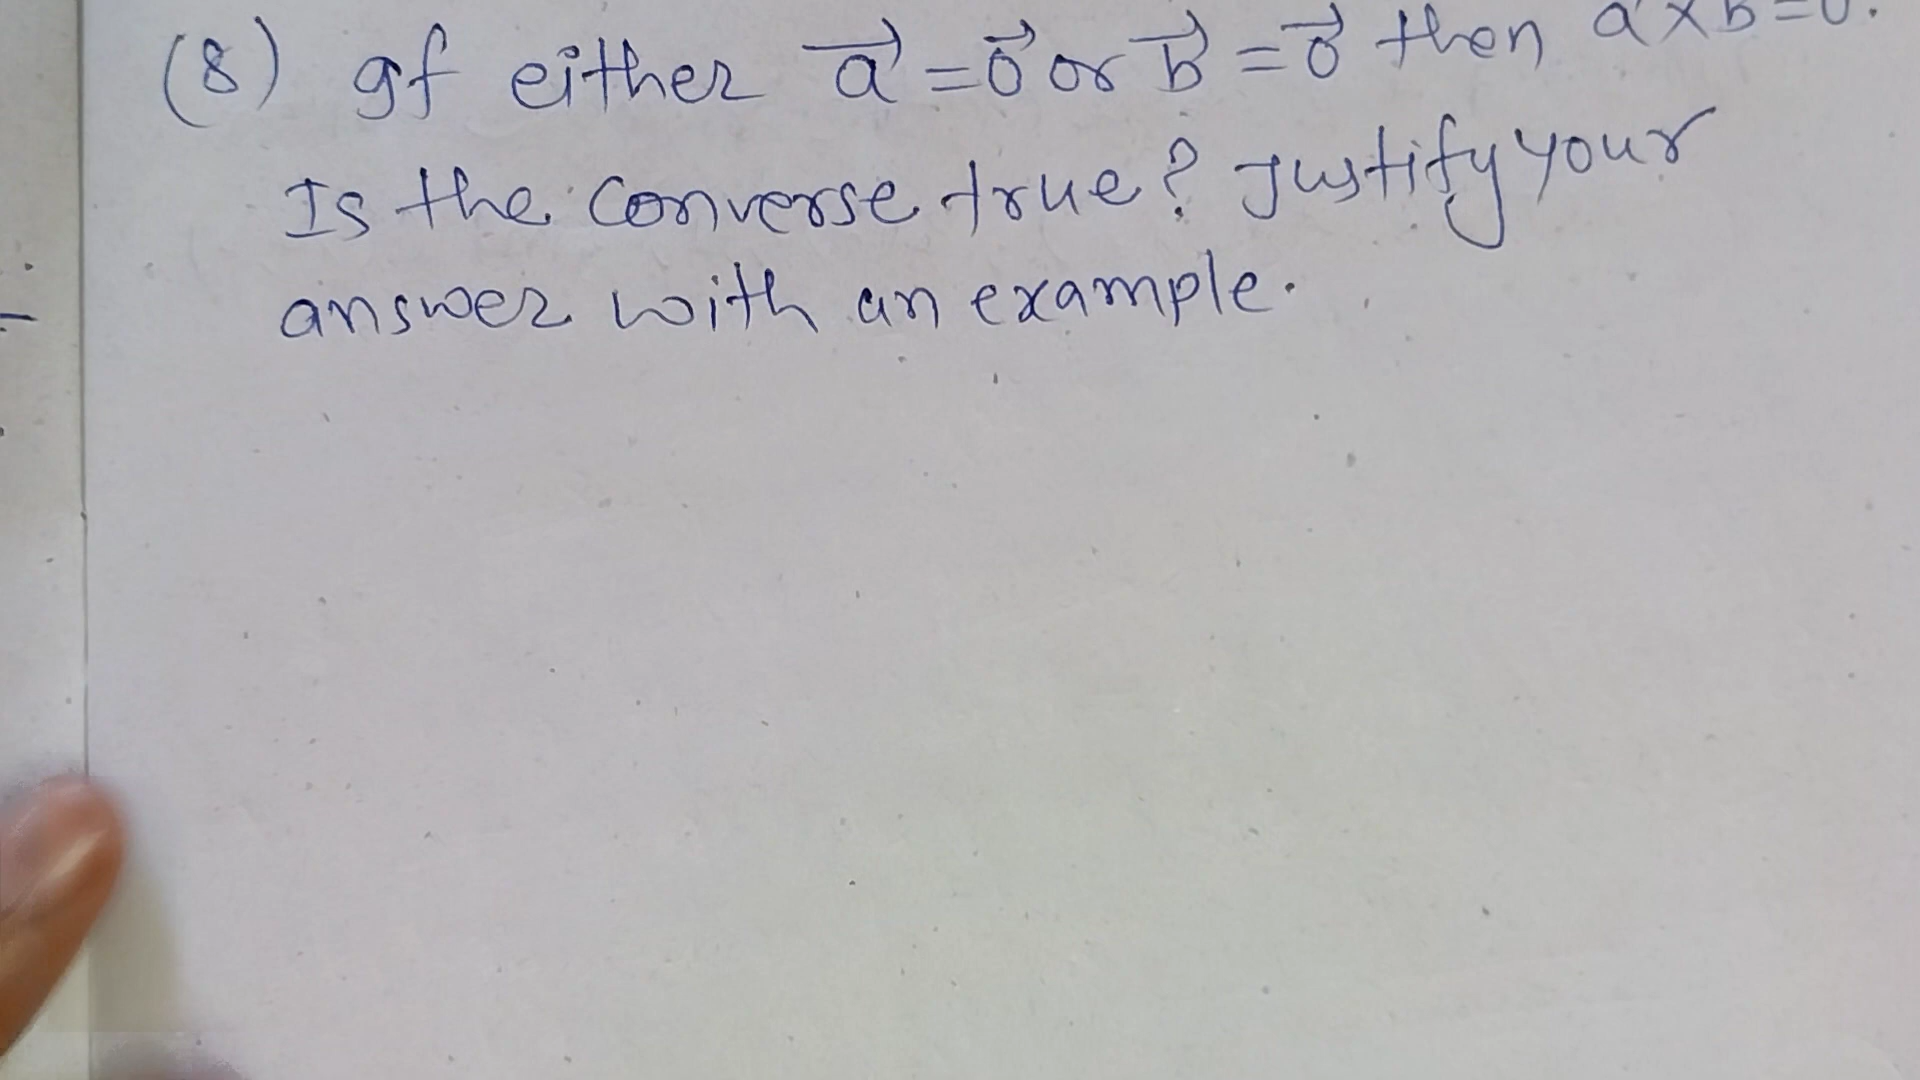 (8) If either a⃗ = 0⃗ or b⃗ = 0⃗ then a×b=0.
Is the converse true? Justify your
answer with an example.